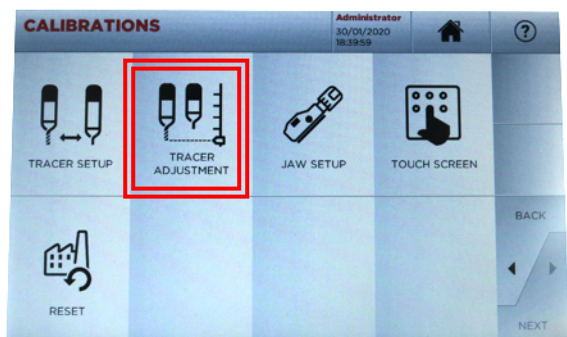 CALIBRATIONS
Administrator
30/01/2020
18:39:59
?
TRACER SETUP
TRACER
ADJUSTMENT
JAW SETUP
TOUCH SCREEN
BACK
RESET
NEXT